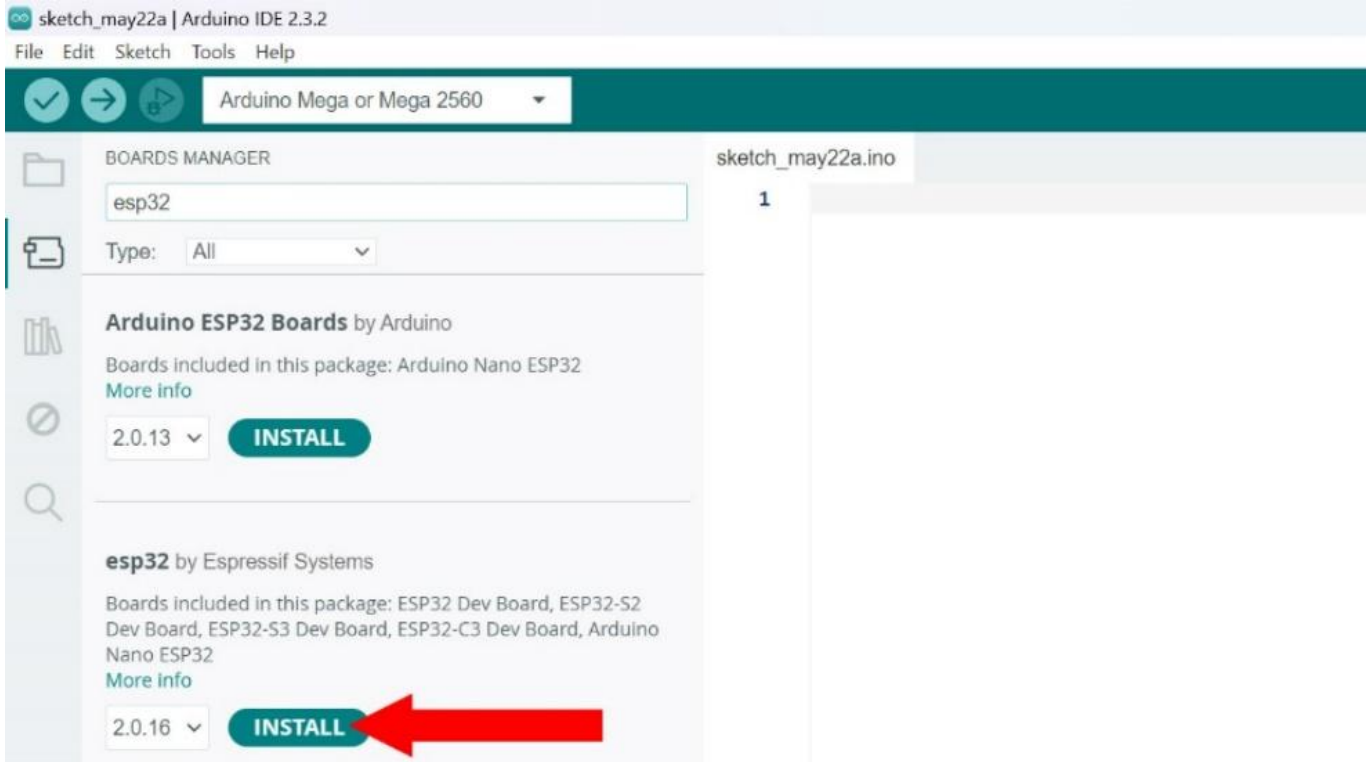 sketch_may22a | Arduino IDE 2.3.2
File Edit Sketch Tools Help
Arduino Mega or Mega 2560
BOARDS MANAGER
esp32
Type: All
Arduino ESP32 Boards by Arduino
Boards included in this package: Arduino Nano ESP32
More info
2.0.13 INSTALL
esp32 by Espressif Systems
Boards included in this package: ESP32 Dev Board, ESP32-S2
Dev Board, ESP32-S3 Dev Board, ESP32-C3 Dev Board, Arduino
Nano ESP32
More info
2.0.16 INSTALL
sketch_may22a.ino
1